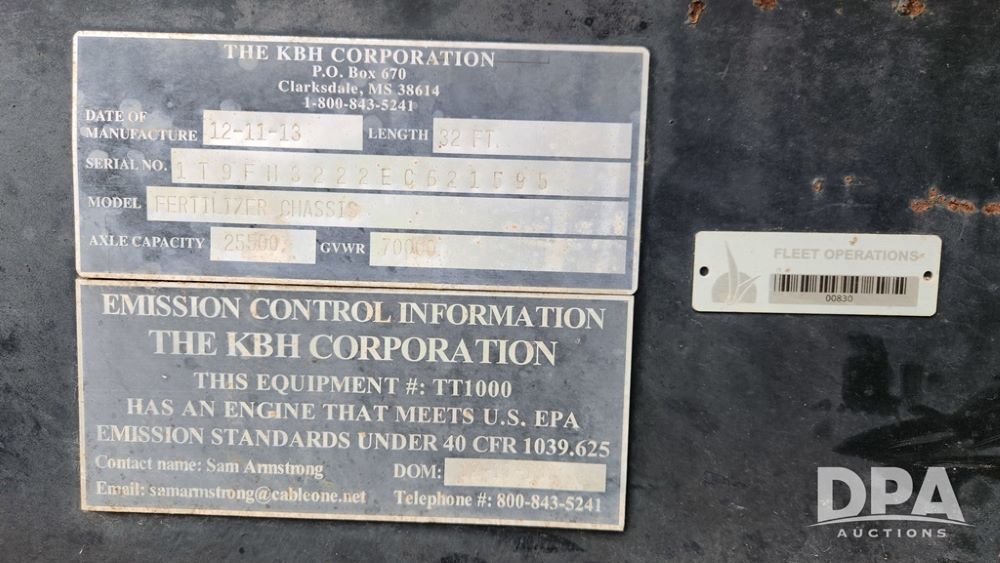 THE KBH CORPORATION
P.O. Box 670
Clarksdale, MS 38614
1-800-843-5241
DATE OF
MANUFACTURE 12-11-13 LENGTH 32 FT.
SERIAL NO.
MODEL FERTILIZER CHASSIS
AXLE CAPACITY 25500 GVWR 70000
EMISSION CONTROL INFORMATION
THE KBH CORPORATION
THIS EQUIPMENT #: TT1000
HAS AN ENGINE THAT MEETS U.S. EPA
EMISSION STANDARDS UNDER 40 CFR 1039.625
Contact name: Sam Armstrong DOM:
Email: samarmstrong@cableone.net Telephone #: 800-843-5241
FLEET OPERATIONS
00830
DPA
AUCTIONS